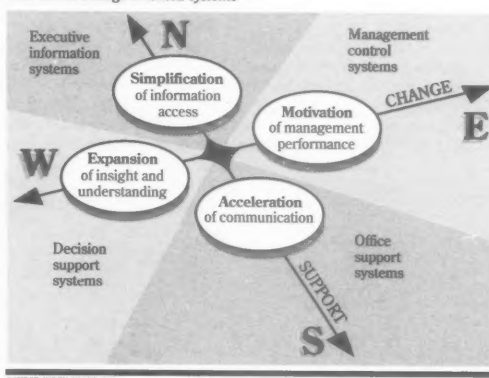 Executive
information
systems
N
Management
control
systems
Simplification
of information
access
Motivation
of management
performance
CHANGE
E
W
Expansion
of insight and
understanding
Acceleration
of communication
Decision
support
systems
Office
support
systems
SUPPORT
S